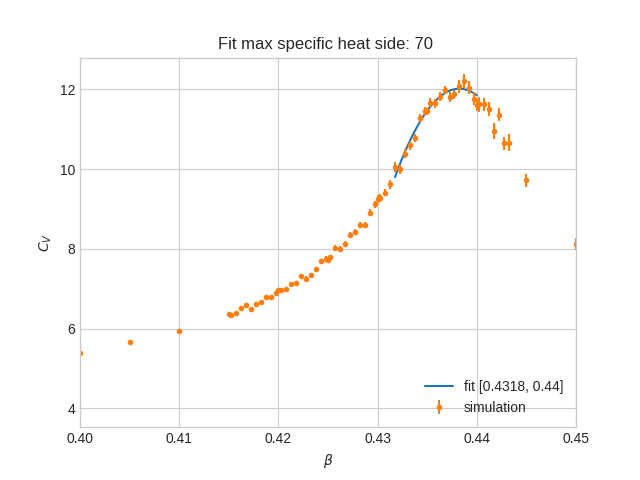 Fit max specific heat side: 70
12
10
8
6
4
C_V
0.40 0.41 0.42 0.43 0.44 0.45
β
fit [0.4318, 0.44]
simulation